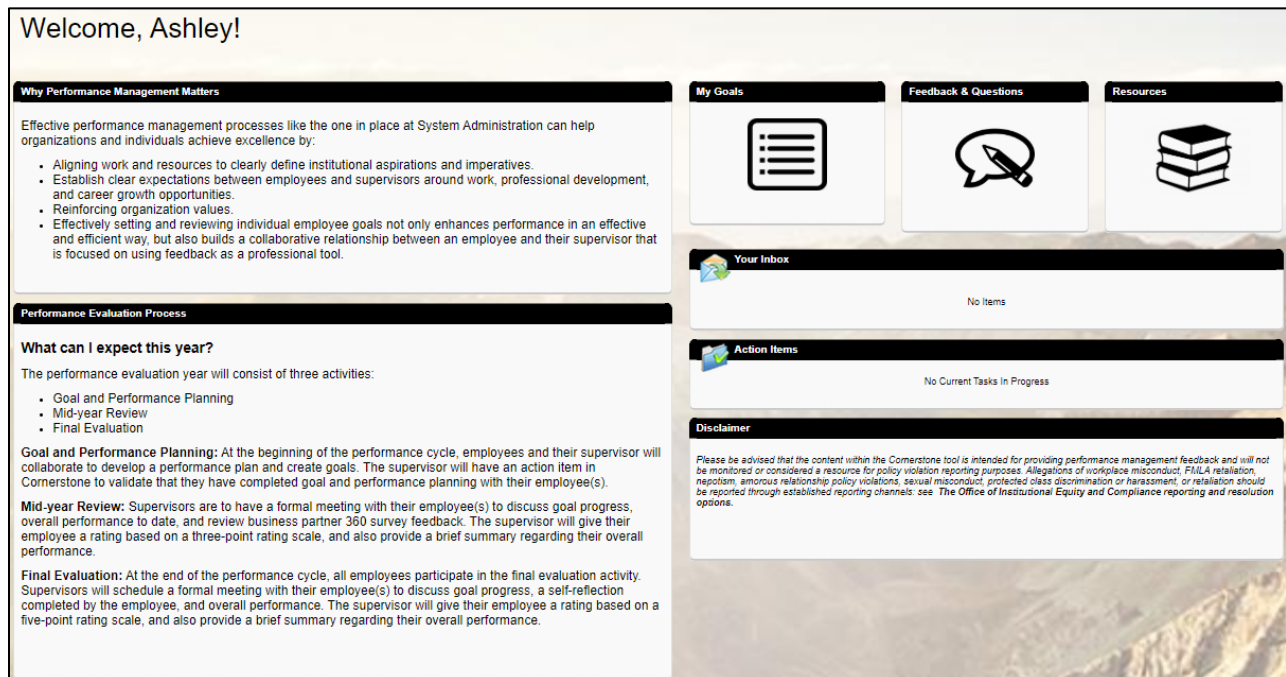 Welcome, Ashley!
Why Performance Management Matters
Effective performance management processes like the one in place at System Administration can help
organizations and individuals achieve excellence by:
• Aligning work and resources to clearly define institutional aspirations and imperatives.
• Establish clear expectations between employees and supervisors around work, professional development,
and career growth opportunities.
• Reinforcing organization values.
• Effectively setting and reviewing individual employee goals not only enhances performance in an effective
and efficient way, but also builds a collaborative relationship between an employee and their supervisor that
is focused on using feedback as a professional tool.
Performance Evaluation Process
What can I expect this year?
The performance evaluation year will consist of three activities:
• Goal and Performance Planning
• Mid-year Review
• Final Evaluation
Goal and Performance Planning: At the beginning of the performance cycle, employees and their supervisor will
collaborate to develop a performance plan and create goals. The supervisor will have an action item in
Cornerstone to validate that they have completed goal and performance planning with their employee(s).
Mid-year Review: Supervisors are to have a formal meeting with their employee(s) to discuss goal progress,
overall performance to date, and review business partner 360 survey feedback. The supervisor will give their
employee a rating based on a three-point rating scale, and also provide a brief summary regarding their overall
performance.
Final Evaluation: At the end of the performance cycle, all employees participate in the final evaluation activity.
Supervisors will schedule a formal meeting with their employee(s) to discuss goal progress, a self-reflection
completed by the employee, and overall performance. The supervisor will give their employee a rating based on a
five-point rating scale, and also provide a brief summary regarding their overall performance.
My Goals
Feedback & Questions
Resources
Your Inbox
No Items
Action Items
No Current Tasks In Progress
Disclaimer
Please be advised that the content within the Cornerstone tool is intended for providing performance management feedback and will not
be monitored or considered a resource for policy violation reporting purposes. Allegations of workplace misconduct, FMLA retaliation,
nepotism, amorous relationship policy violations, sexual misconduct, protected class discrimination or harassment, or retaliation should
be reported through established reporting channels: see The Office of Institutional Equity and Compliance reporting and resolution
options.